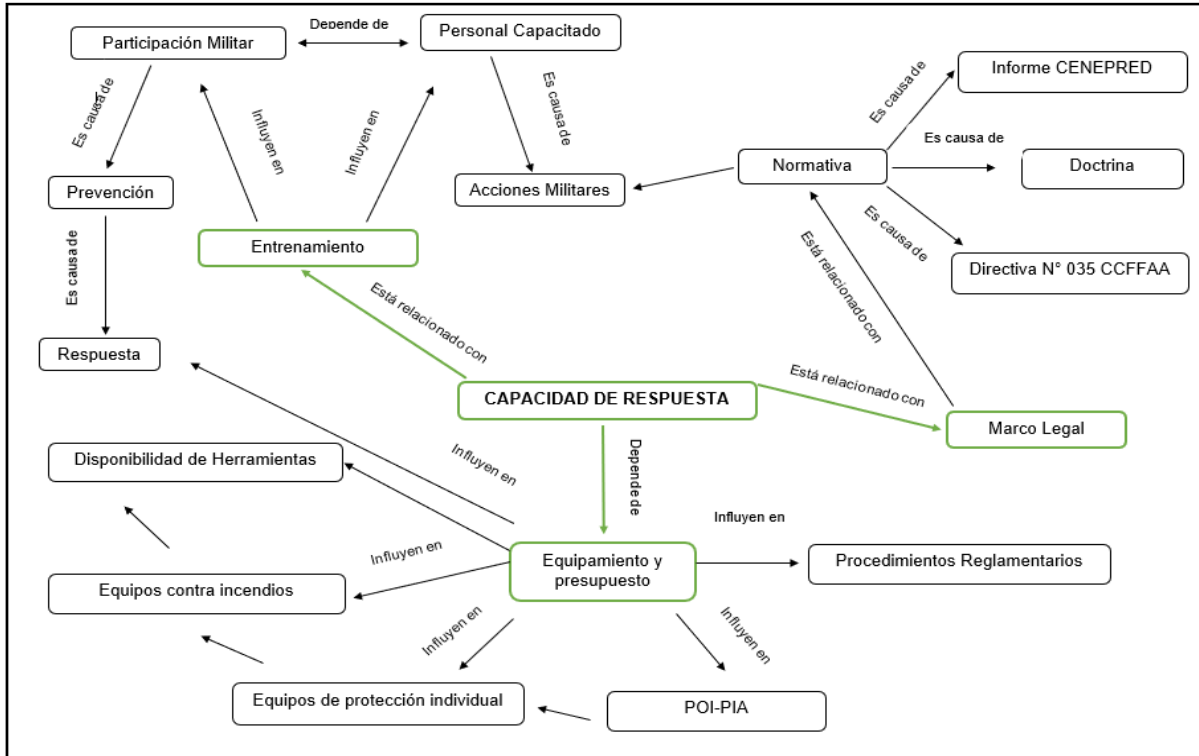 Depende de
Participación Militar
Personal Capacitado
Informe CENEPRED
Es causa de
Influyen en
Influyen en
Es causa de
Es causa de
Es causa de
Normativa
Doctrina
Prevención
Acciones Militares
Es causa de
Entrenamiento
Directiva N° 035 CCFFAA
Es causa de
Está relacionado con
Está relacionado con
Respuesta
CAPACIDAD DE RESPUESTA
Está relacionado con
Marco Legal
Disponibilidad de Herramientas
Influyen en
Depende de
Influyen en
Influyen en
Equipamiento y
presupuesto
Procedimientos Reglamentarios
Equipos contra incendios
Influyen en
Influyen en
Equipos de protección individual
POI-PIA